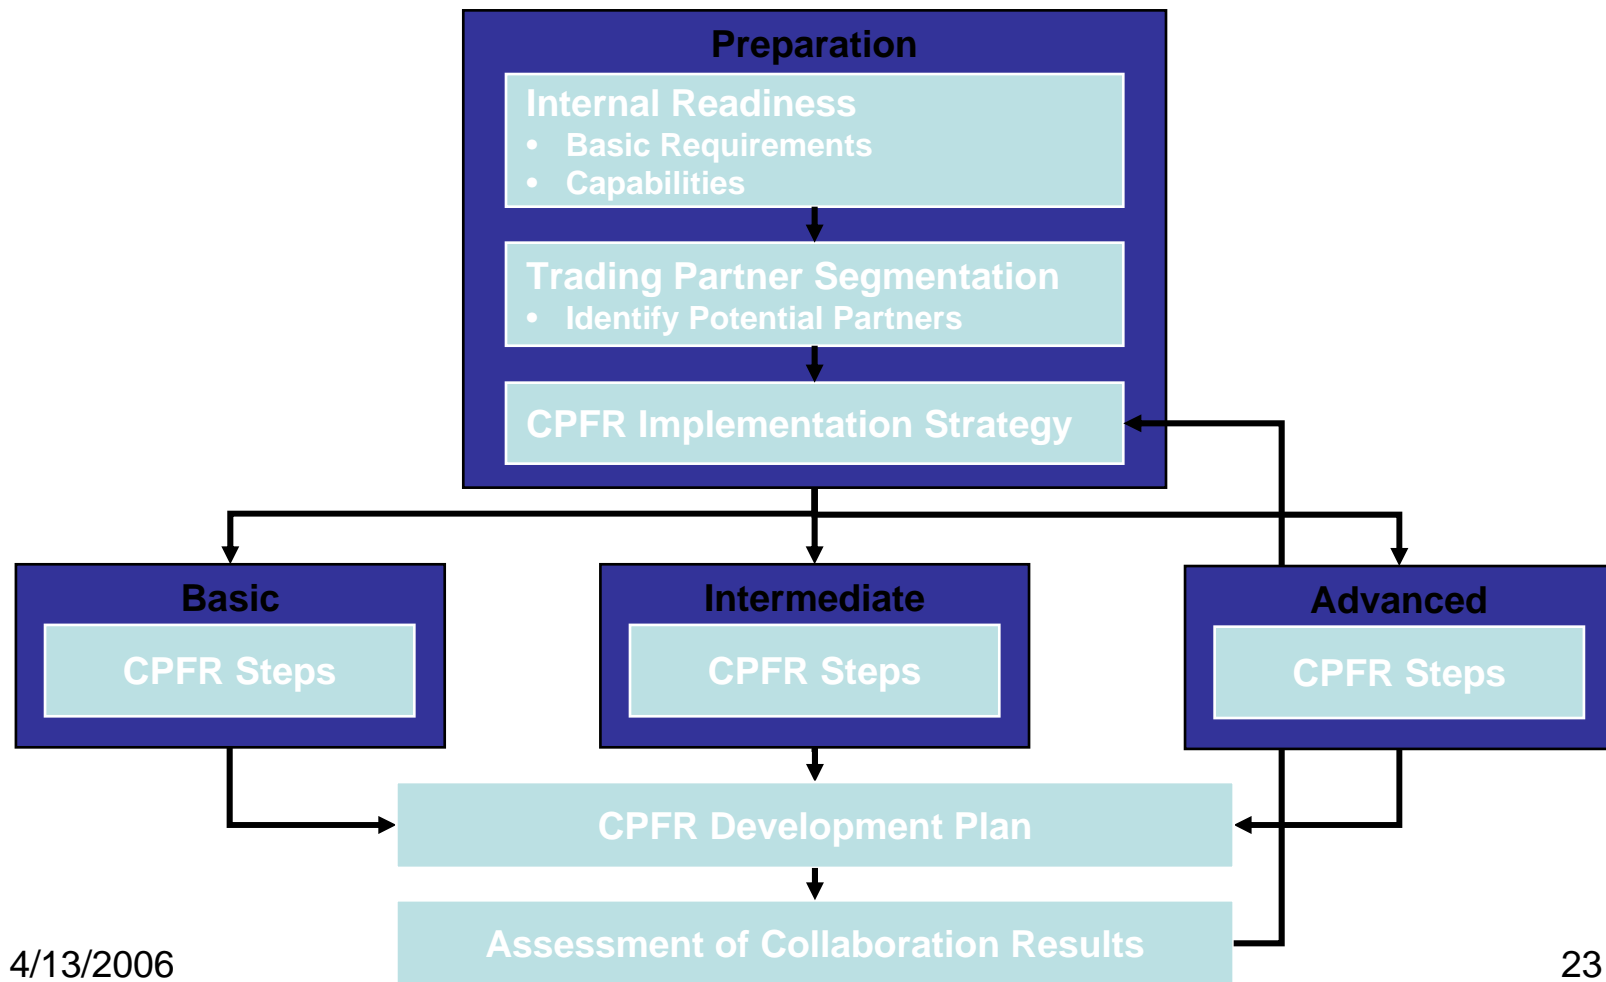 Preparation
Internal Readiness
• Basic Requirements
• Capabilities
Trading Partner Segmentation
• Identify Potential Partners
CPFR Implementation Strategy
Basic
CPFR Steps
Intermediate
CPFR Steps
Advanced
CPFR Steps
CPFR Development Plan
Assessment of Collaboration Results
4/13/2006
23